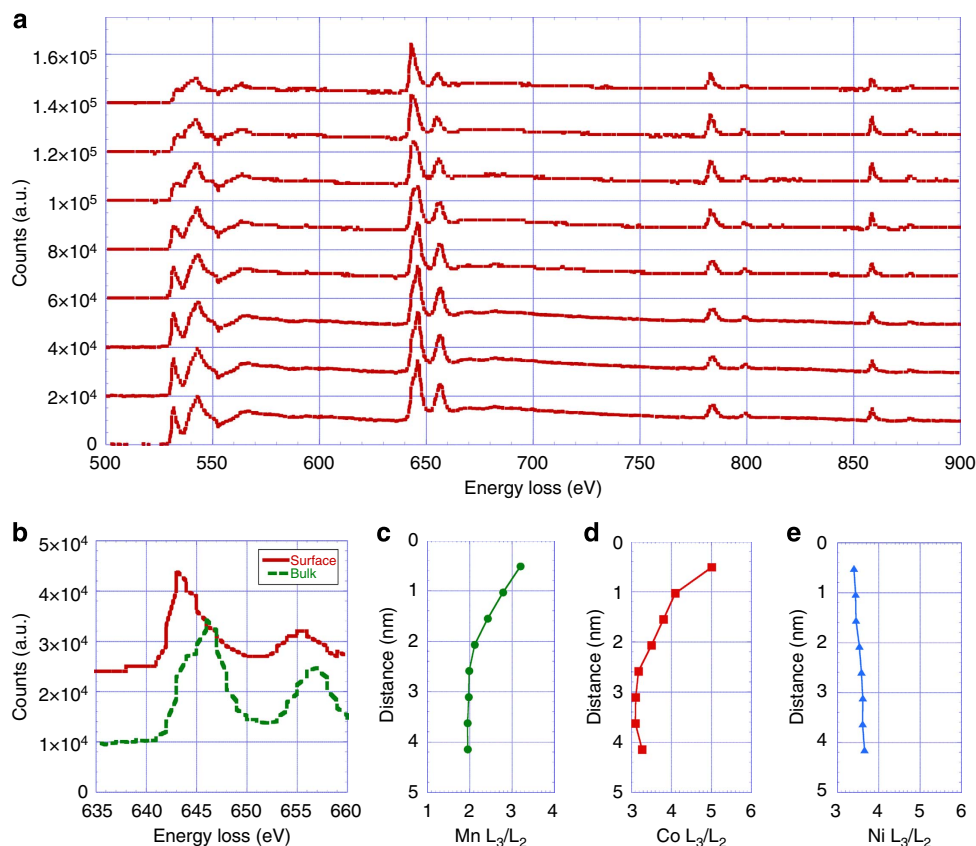 a
1.6×10⁵
1.4×10⁵
1.2×10⁵
1×10⁵
8×10⁴
6×10⁴
4×10⁴
2×10⁴
0
Counts (a.u.)
500 550 600 650 700 750 800 850 900
Energy loss (eV)
b
5×10⁴
4×10⁴
3×10⁴
2×10⁴
1×10⁴
0
Counts (a.u.)
Surface
Bulk
635 640 645 650 655 660
Energy loss (eV)
c
0
1
2
3
4
5
Distance (nm)
1 2 3 4
Mn L₃/L₂
d
0
1
2
3
4
5
Distance (nm)
3 4 5 6
Co L₃/L₂
e
0
1
2
3
4
5
Distance (nm)
3 4 5 6
Ni L₃/L₂